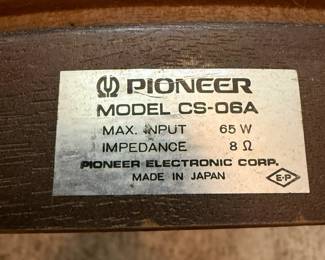 PIONEER
MODEL CS-06A
MAX. INPUT 65 W
IMPEDANCE 8 Ω
PIONEER ELECTRONIC CORP.
MADE IN JAPAN E-P